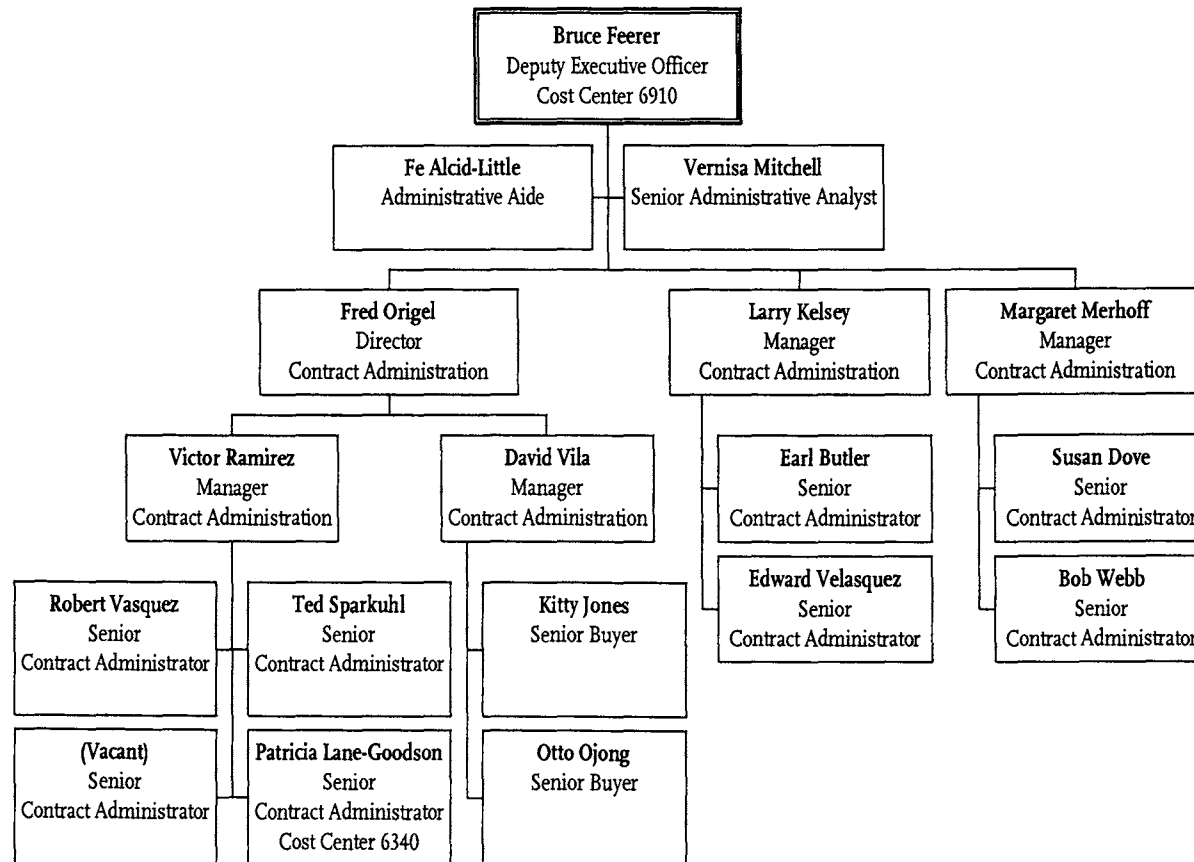 Bruce Feerer
Deputy Executive Officer
Cost Center 6910
Fe Alcid-Little
Administrative Aide
Vernisa Mitchell
Senior Administrative Analyst
Fred Origel
Director
Contract Administration
Larry Kelsey
Manager
Contract Administration
Margaret Merhoff
Manager
Contract Administration
Victor Ramirez
Manager
Contract Administration
David Vila
Manager
Contract Administration
Earl Butler
Senior
Contract Administrator
Susan Dove
Senior
Contract Administrator
Edward Velasquez
Senior
Contract Administrator
Bob Webb
Senior
Contract Administrator
Robert Vasquez
Senior
Contract Administrator
Ted Sparkuhl
Senior
Contract Administrator
Kitty Jones
Senior Buyer
(Vacant)
Senior
Contract Administrator
Patricia Lane-Goodson
Senior
Contract Administrator
Cost Center 6340
Otto Ojong
Senior Buyer